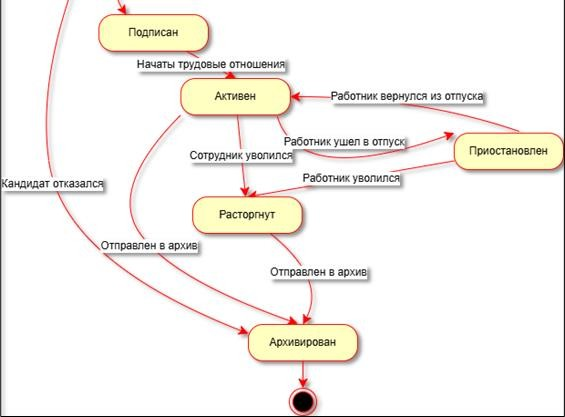 Подписан
Начаты трудовые отношения
Активен
Работник вернулся из отпуска
Работник ушел в отпуск
Приостановлен
Сотрудник уволился
Работник уволился
Кандидат отказался
Расторгнут
Отправлен в архив
Отправлен в архив
Архивирован